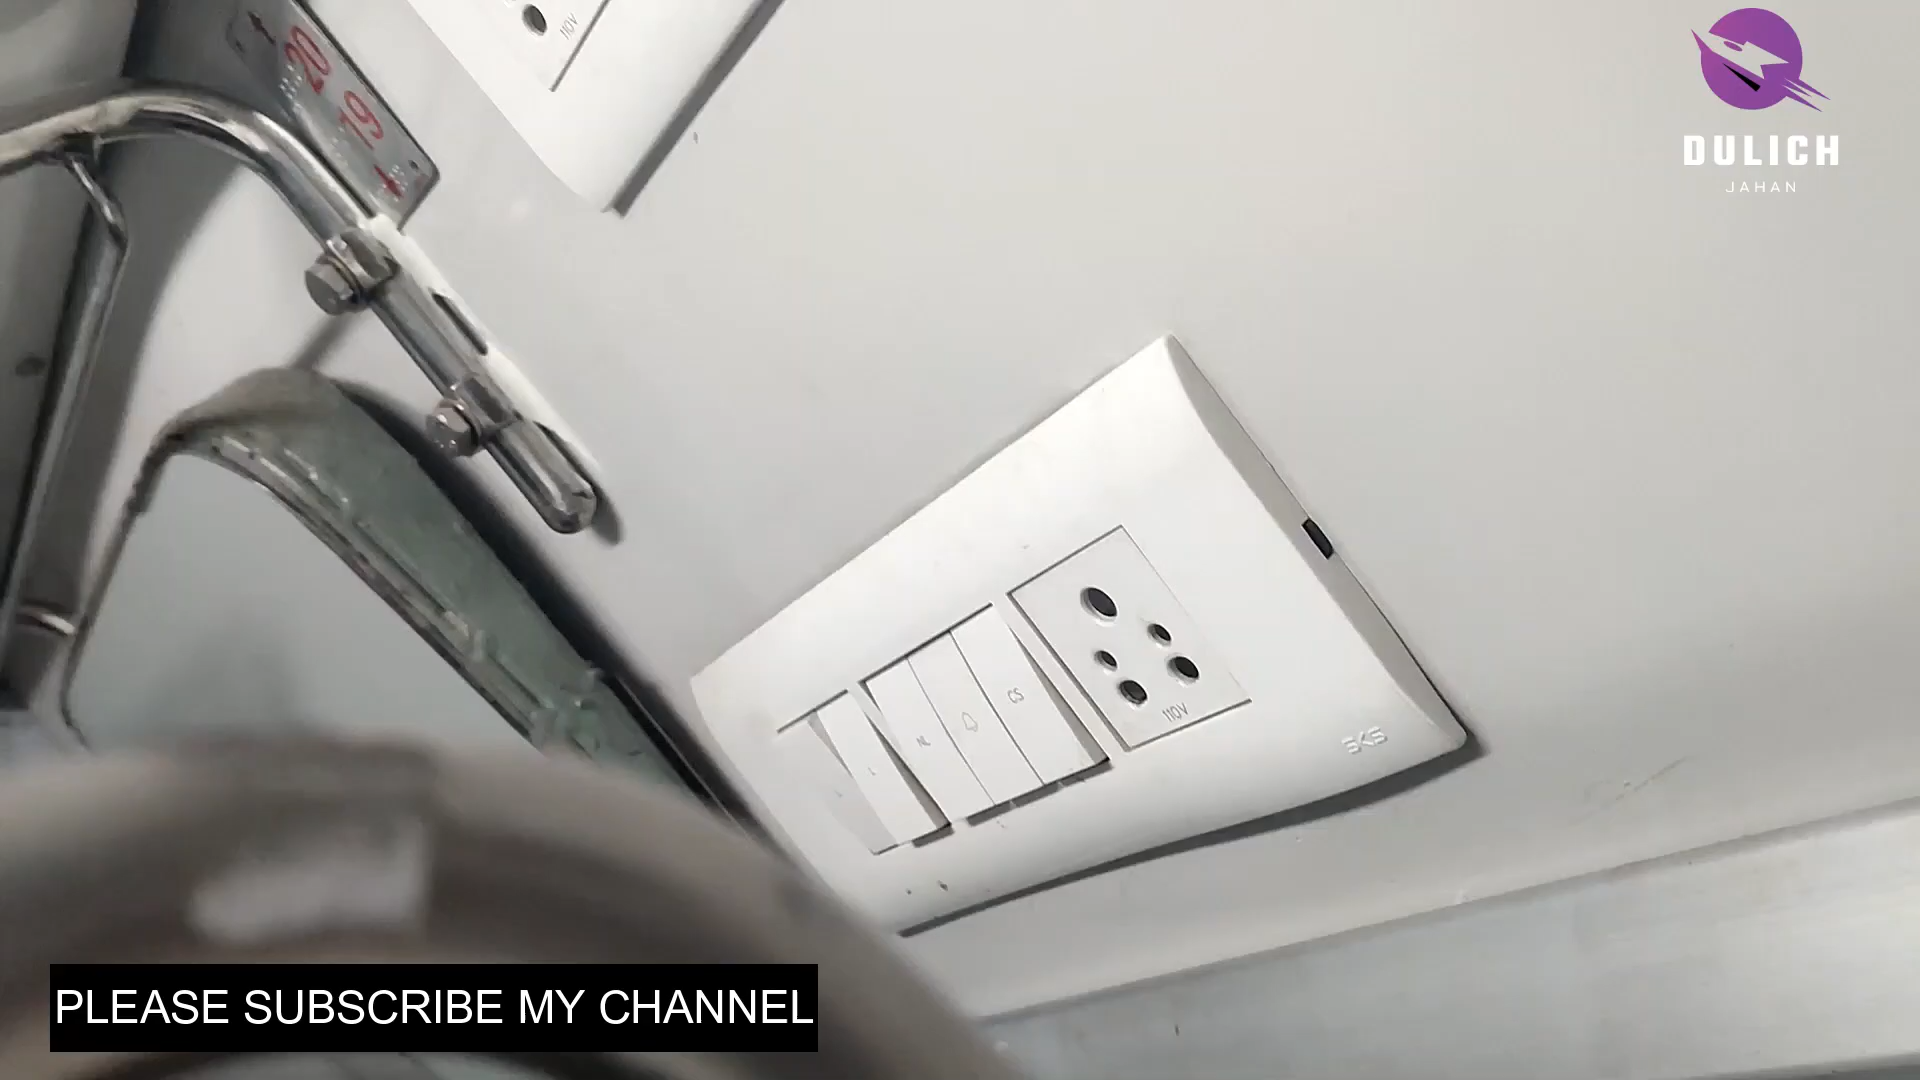 110V
20
19
DULICH
JAHAN
L
L
NL
CS
110V
SKS
PLEASE SUBSCRIBE MY CHANNEL